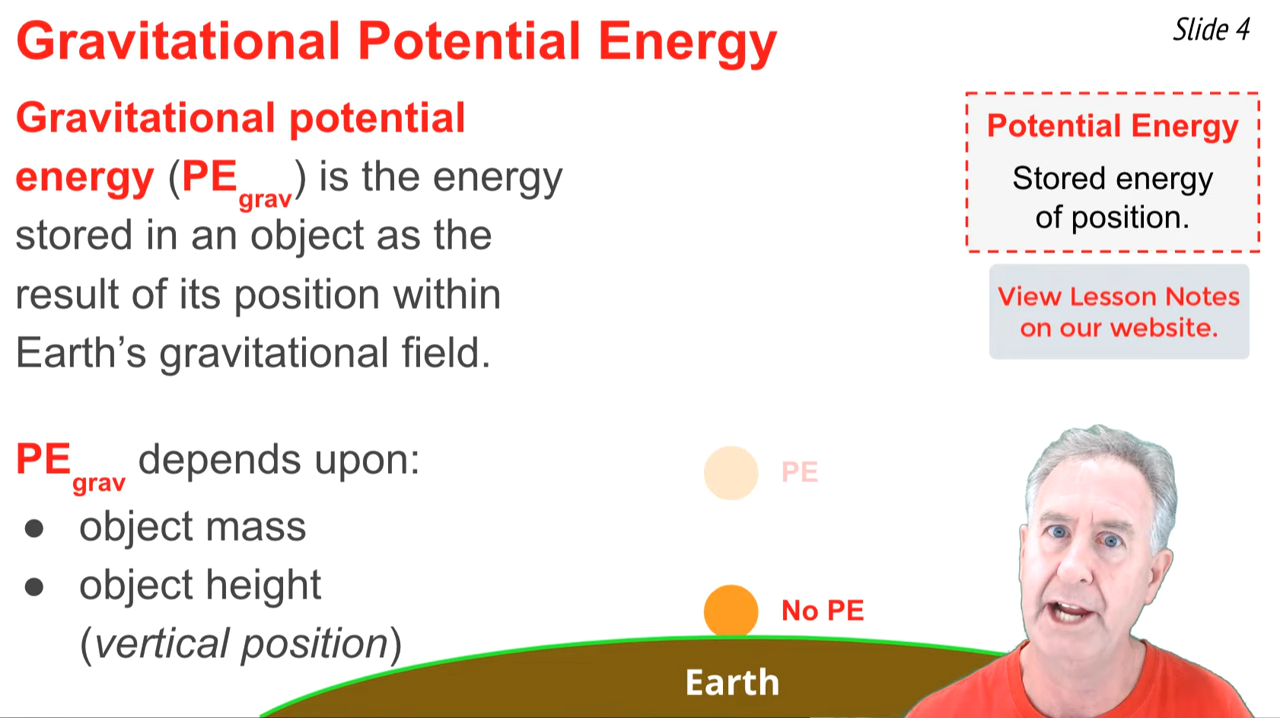 Gravitational Potential Energy
Slide 4
Gravitational potential
energy (PEgrav) is the energy
stored in an object as the
result of its position within
Earth’s gravitational field.
Potential Energy
Stored energy
of position.
View Lesson Notes
on our website.
PEgrav depends upon:
● object mass
● object height
(vertical position)
PE
No PE
Earth